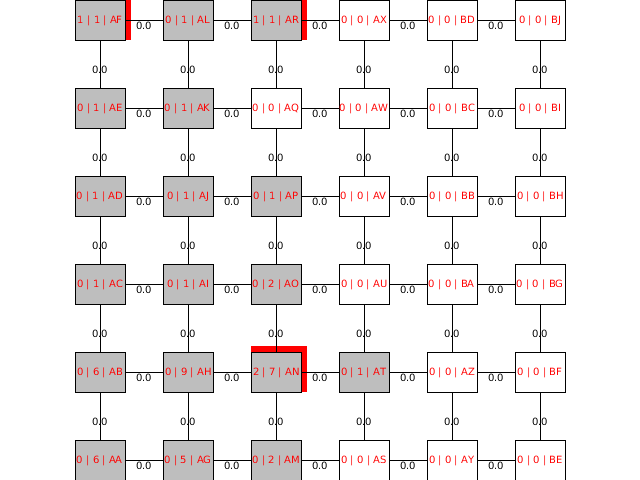 1 | 1 | AF 0 | 1 | AL 1 | 1 | AR 0 | 0 | AX 0 | 0 | BD 0 | 0 | BJ
0.0 0.0 0.0 0.0 0.0
0.0 0.0 0.0 0.0 0.0 0.0
0 | 1 | AE 0 | 1 | AK 0 | 0 | AQ 0 | 0 | AW 0 | 0 | BC 0 | 0 | BI
0.0 0.0 0.0 0.0 0.0
0.0 0.0 0.0 0.0 0.0 0.0
0 | 1 | AD 0 | 1 | AJ 0 | 1 | AP 0 | 0 | AV 0 | 0 | BB 0 | 0 | BH
0.0 0.0 0.0 0.0 0.0
0.0 0.0 0.0 0.0 0.0 0.0
0 | 1 | AC 0 | 1 | AI 0 | 2 | AO 0 | 0 | AU 0 | 0 | BA 0 | 0 | BG
0.0 0.0 0.0 0.0 0.0
0.0 0.0 0.0 0.0 0.0 0.0
0 | 6 | AB 0 | 9 | AH 2 | 7 | AN 0 | 1 | AT 0 | 0 | AZ 0 | 0 | BF
0.0 0.0 0.0 0.0 0.0
0.0 0.0 0.0 0.0 0.0 0.0
0 | 6 | AA 0 | 5 | AG 0 | 2 | AM 0 | 0 | AS 0 | 0 | AY 0 | 0 | BE
0.0 0.0 0.0 0.0 0.0